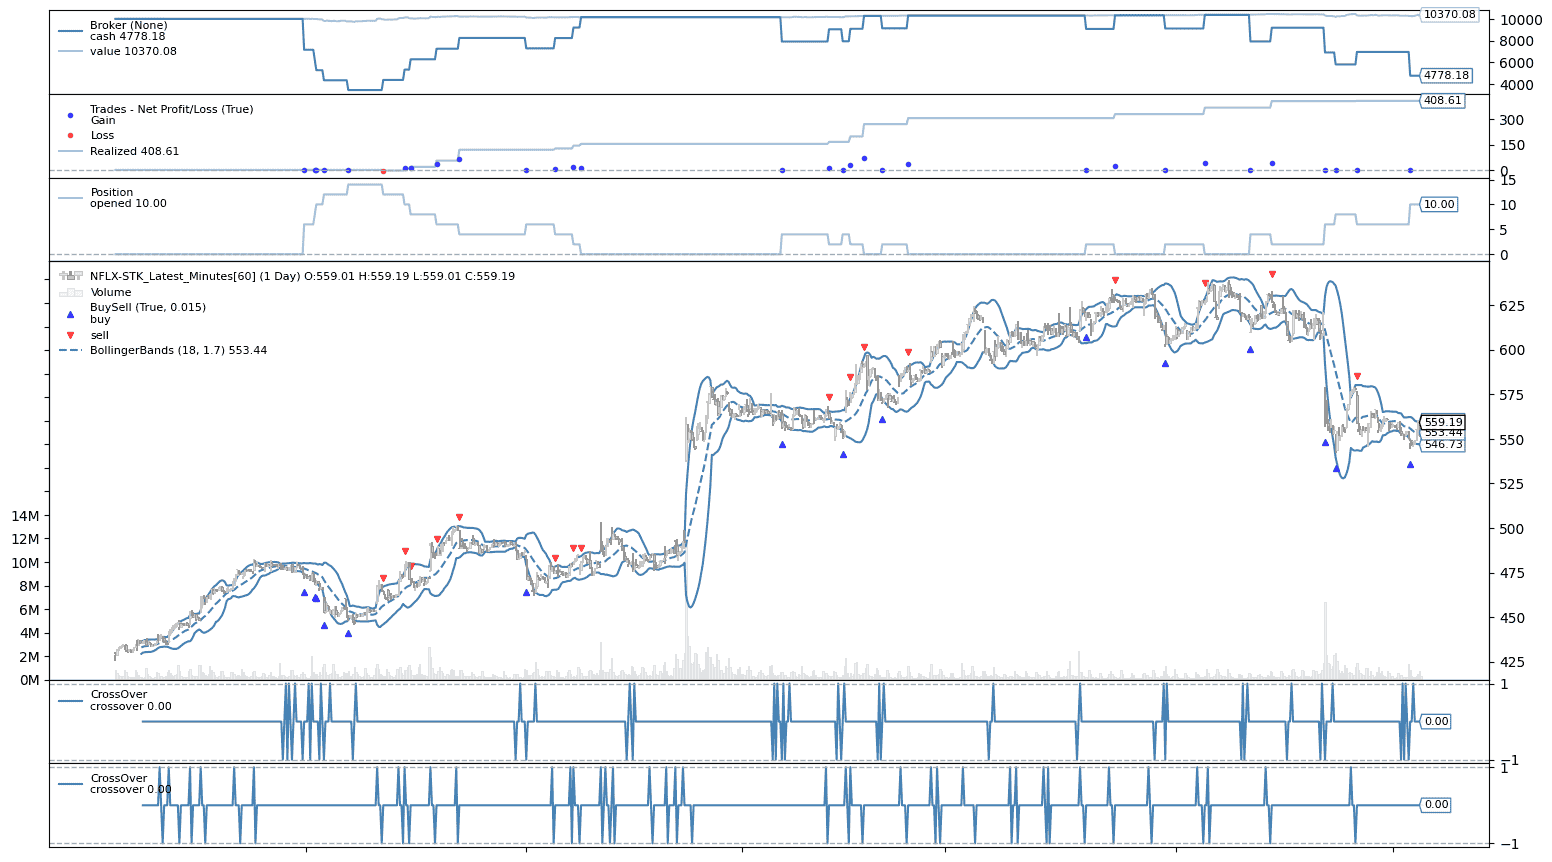 Broker (None)
cash 4778.18
value 10370.08
10370.08
10000
8000
6000
4778.18
4000
Trades - Net Profit/Loss (True)
Gain
Loss
Realized 408.61
408.61
300
150
0
Position
opened 10.00
15
10.00
10
5
0
NFLX-STK_Latest_Minutes[60] (1 Day) O:559.01 H:559.19 L:559.01 C:559.19
Volume
BuySell (True, 0.015)
buy
sell
BollingerBands (18, 1.7) 553.44
625
600
575
559.19
553.44
546.73
550
525
500
475
450
425
14M
12M
10M
8M
6M
4M
2M
0M
CrossOver
crossover 0.00
1
0.00
−1
CrossOver
crossover 0.00
1
0.00
−1